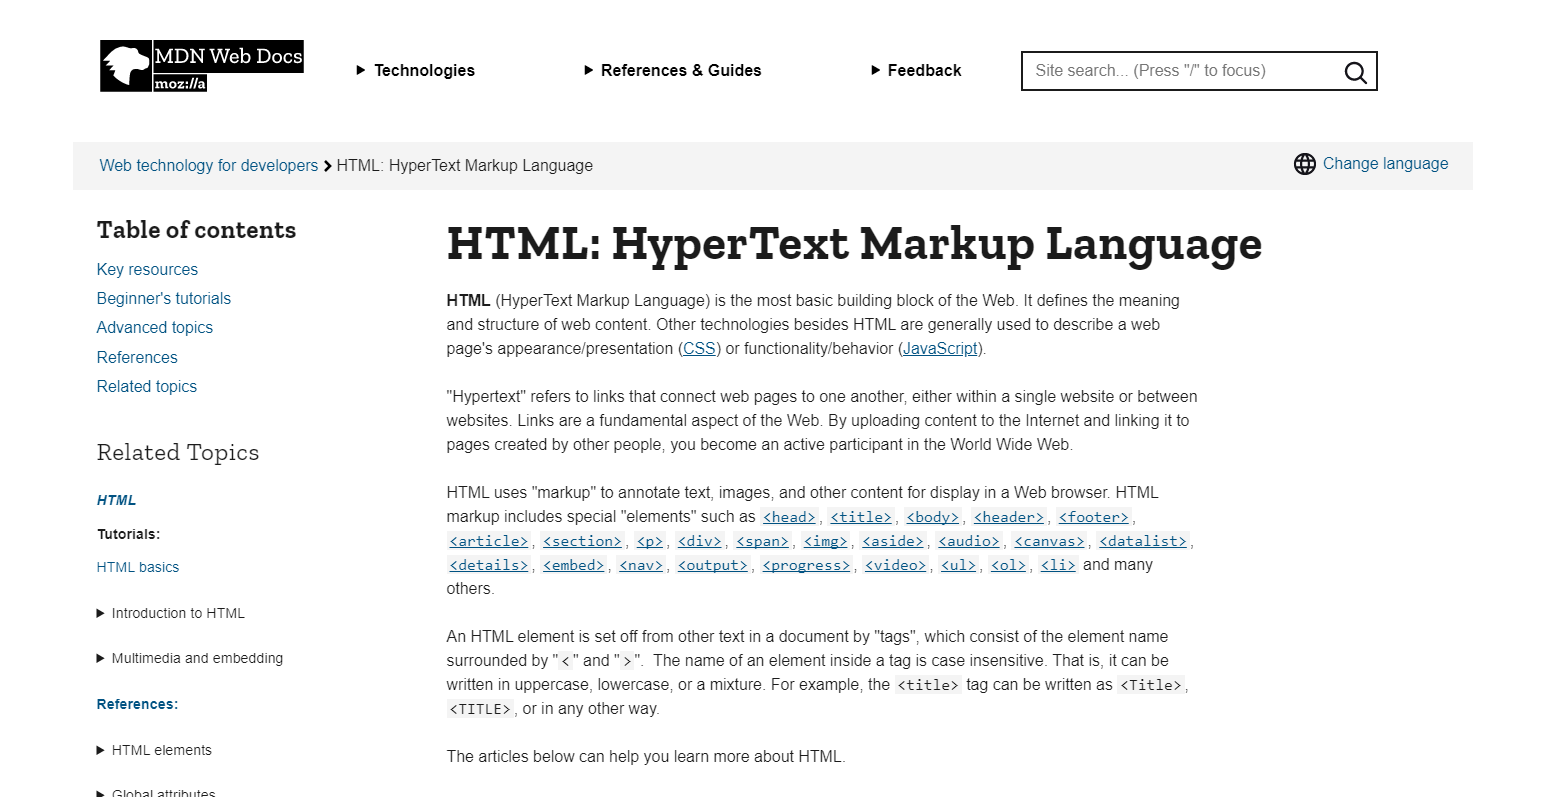 MDN Web Docs
moz://a
Technologies
References & Guides
Feedback
Site search... (Press "/" to focus)
Web technology for developers
HTML: HyperText Markup Language
Change language
Table of contents
Key resources
Beginner's tutorials
Advanced topics
References
Related topics
Related Topics
HTML
Tutorials:
HTML basics
Introduction to HTML
Multimedia and embedding
References:
HTML elements
Global attributes
HTML: HyperText Markup Language
HTML (HyperText Markup Language) is the most basic building block of the Web. It defines the meaning
and structure of web content. Other technologies besides HTML are generally used to describe a web
page's appearance/presentation (CSS) or functionality/behavior (JavaScript).
"Hypertext" refers to links that connect web pages to one another, either within a single website or between
websites. Links are a fundamental aspect of the Web. By uploading content to the Internet and linking it to
pages created by other people, you become an active participant in the World Wide Web.
HTML uses "markup" to annotate text, images, and other content for display in a Web browser. HTML
markup includes special "elements" such as <head>, <title>, <body>, <header>, <footer>,
<article>, <section>, <p>, <div>, <span>, <img>, <aside>, <audio>, <canvas>, <datalist>,
<details>, <embed>, <nav>, <output>, <progress>, <video>, <ul>, <ol>, <li> and many
others.
An HTML element is set off from other text in a document by "tags", which consist of the element name
surrounded by "<" and ">". The name of an element inside a tag is case insensitive. That is, it can be
written in uppercase, lowercase, or a mixture. For example, the <title> tag can be written as <Title>,
<TITLE>, or in any other way.
The articles below can help you learn more about HTML.